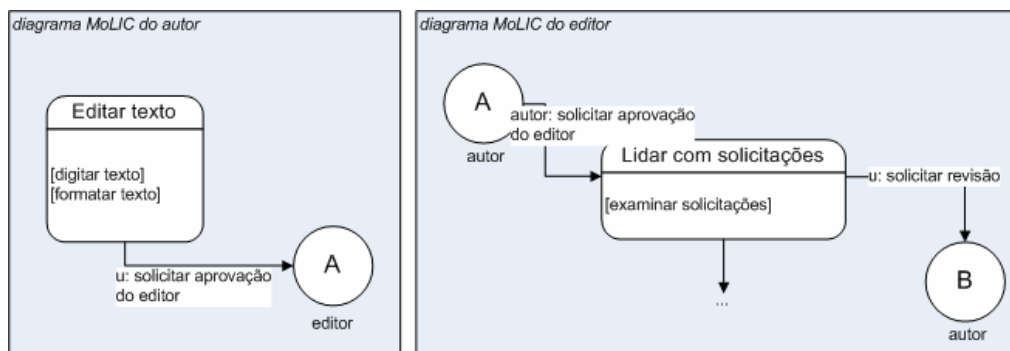 diagrama MoLIC do autor
Editar texto
[digitar texto]
[formatar texto]
u: solicitar aprovação
do editor
A
editor
diagrama MoLIC do editor
A
autor
autor: solicitar aprovação
do editor
Lidar com solicitações
[examinar solicitações]
u: solicitar revisão
...
B
autor